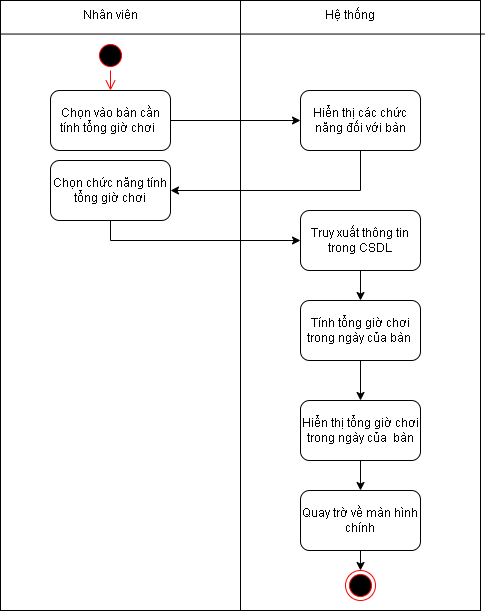 Nhân viên
Hệ thống
Chọn vào bàn cần
tính tổng giờ chơi
Hiển thị các chức
năng đối với bàn
Chọn chức năng tính
tổng giờ chơi
Truy xuất thông tin
trong CSDL
Tính tổng giờ chơi
trong ngày của bàn
Hiển thị tổng giờ chơi
trong ngày của bàn
Quay trờ về màn hình
chính